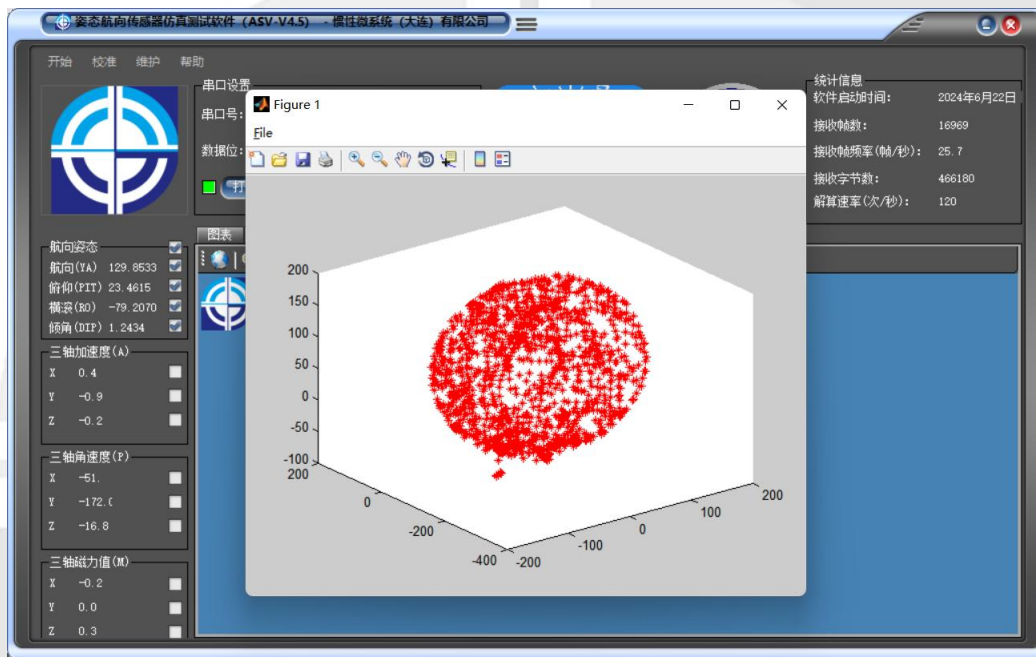 姿态航向传感器仿真测试软件 (ASV-V4.5) - 惯性微系统 (大连) 有限公司
开始 校准 维护 帮助
串口设置
串口号:
数据位:
打
统计信息
软件启动时间: 2024年6月22日
接收帧数: 16969
接收帧频率(帧/秒): 25.7
接收字节数: 466180
解算速率(次/秒): 120
图表
航向姿态
航向(YA) 129.8533
俯仰(PIT) 23.4615
横滚(RO) -79.2070
倾角(DIP) 1.2434
三轴加速度(A)
X 0.4
Y -0.9
Z -0.2
三轴角速度(P)
X -51.
Y -172.
Z -16.8
三轴磁力值(M)
X -0.2
Y 0.0
Z 0.3
Figure 1
File
200
150
100
50
0
-50
-100
200
0
-200
-400
-200
-100
0
100
200